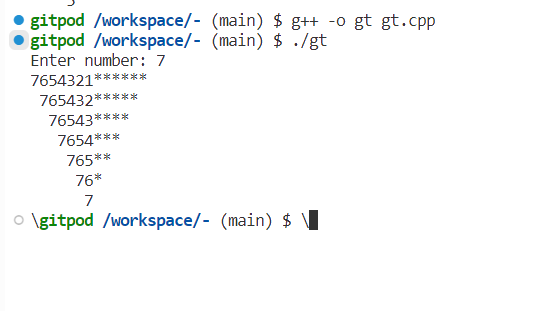 gitpod /workspace/- (main) $ g++ -o gt gt.cpp
gitpod /workspace/- (main) $ ./gt
Enter number: 7
7654321******
 765432*****
  76543****
   7654***
    765**
     76*
      7
\gitpod /workspace/- (main) $ \